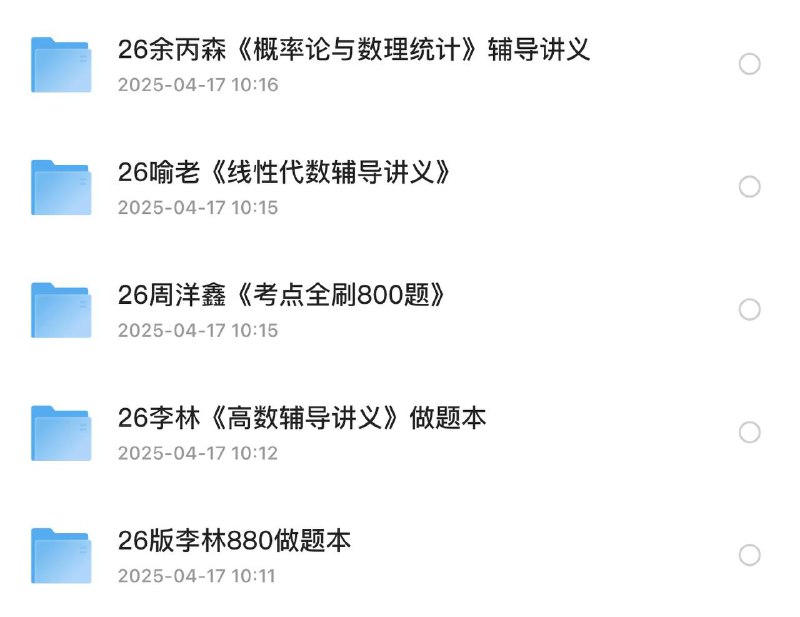 26余丙森《概率论与数理统计》辅导讲义
2025-04-17 10:16
26喻老《线性代数辅导讲义》
2025-04-17 10:15
26周洋鑫《考点全刷800题》
2025-04-17 10:15
26李林《高数辅导讲义》做题本
2025-04-17 10:12
26版李林880做题本
2025-04-17 10:11